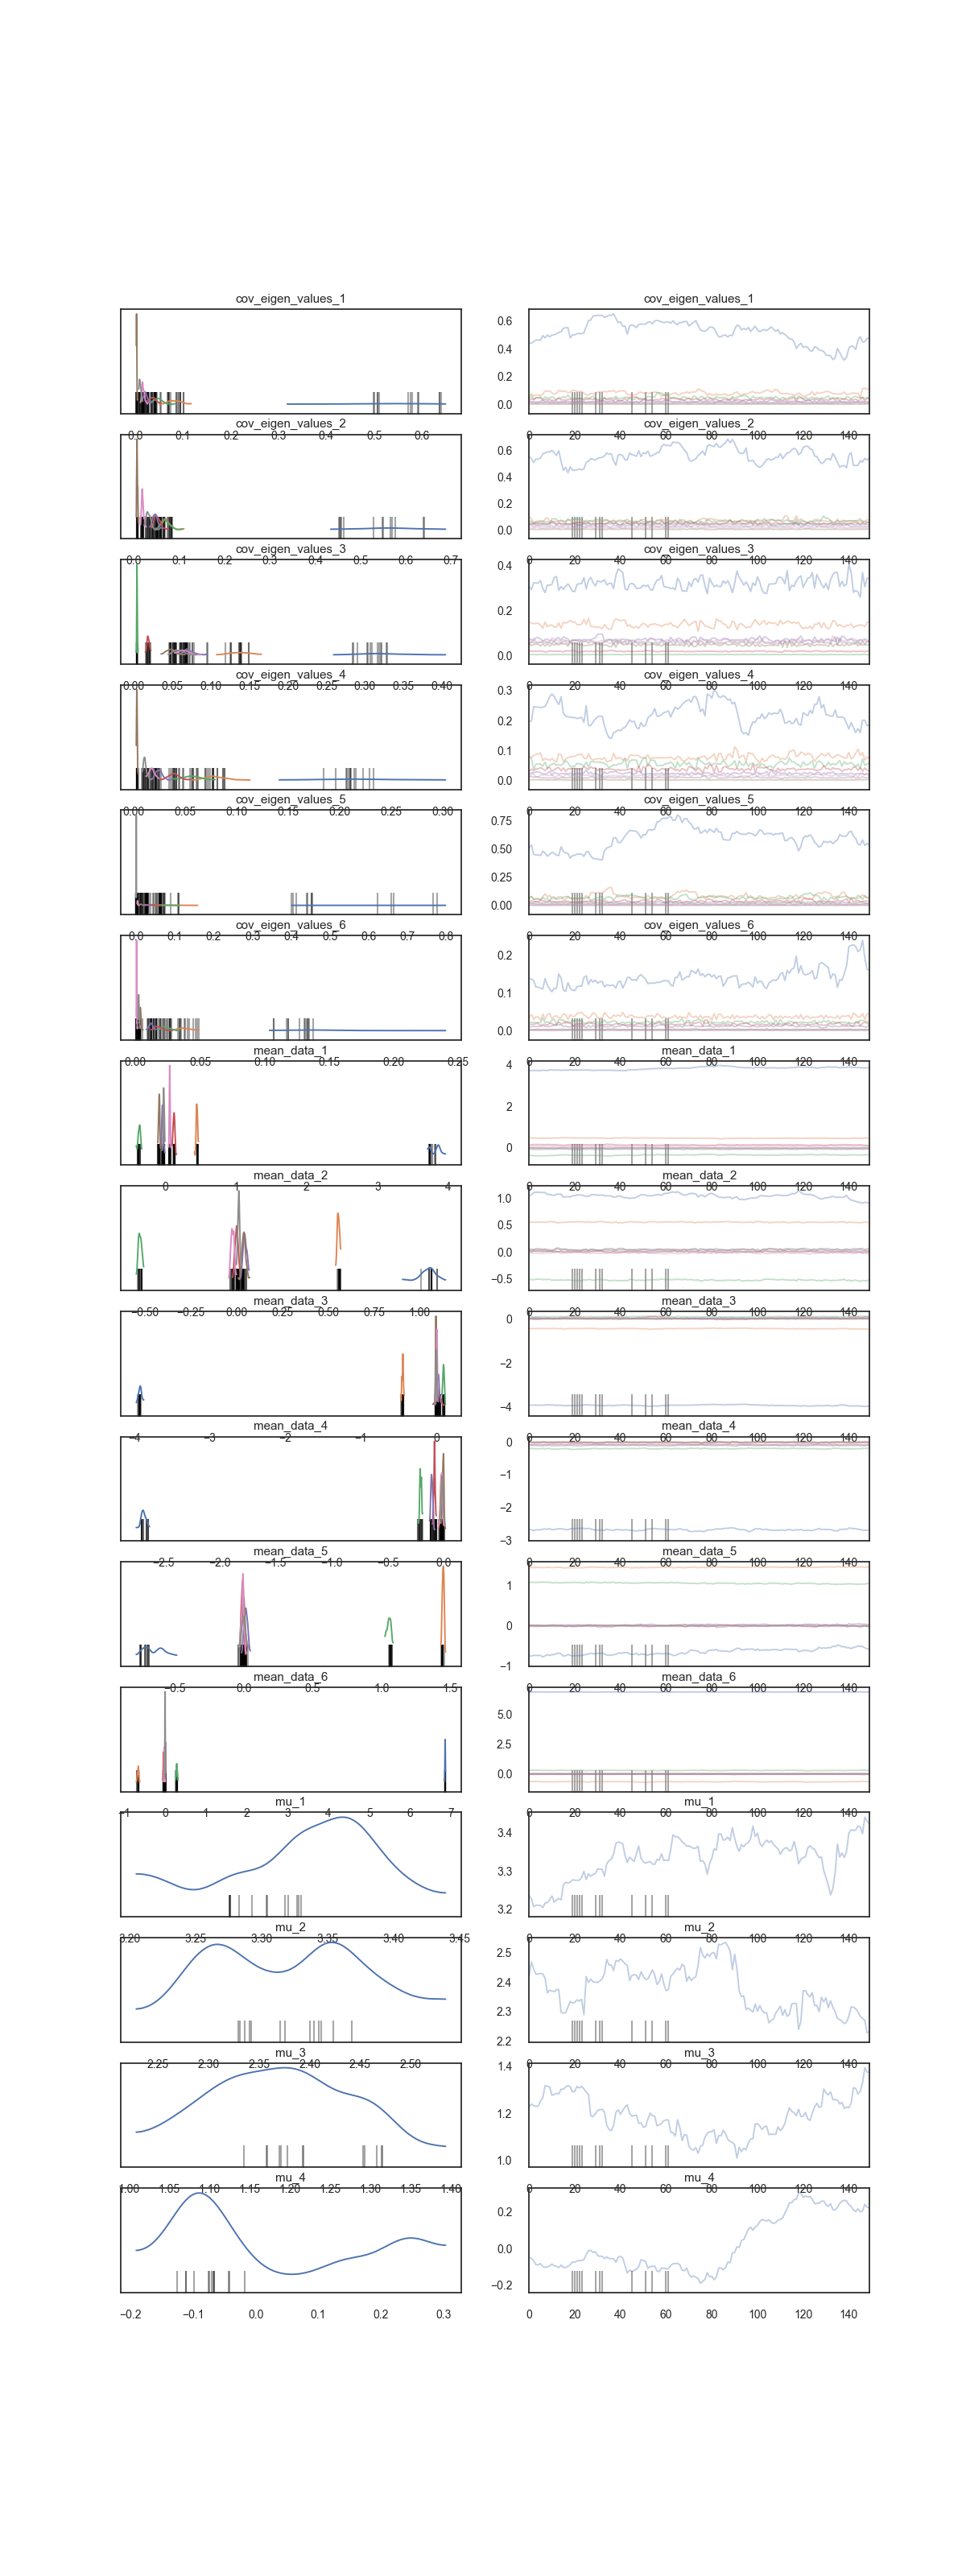 cov_eigen_values_1 cov_eigen_values_1
0.6
0.4
0.2
0.0
cov_eigen_values_2 cov_eigen_values_2
0.0 0.1 0.2 0.3 0.4 0.5 0.6 0 20 40 60 80 100 120 140
0.6
0.4
0.2
0.0
cov_eigen_values_3 cov_eigen_values_3
0.0 0.1 0.2 0.3 0.4 0.5 0.6 0.7 0 20 40 60 80 100 120 140
0.4
0.2
0.0
cov_eigen_values_4 cov_eigen_values_4
0.00 0.05 0.10 0.15 0.20 0.25 0.30 0.35 0.40 0 20 40 60 80 100 120 140
0.3
0.2
0.1
0.0
cov_eigen_values_5 cov_eigen_values_5
0.00 0.05 0.10 0.15 0.20 0.25 0.30 0 20 40 60 80 100 120 140
0.75
0.50
0.25
0.00
cov_eigen_values_6 cov_eigen_values_6
0.0 0.1 0.2 0.3 0.4 0.5 0.6 0.7 0.8 0 20 40 60 80 100 120 140
0.2
0.1
0.0
mean_data_1 mean_data_1
0.00 0.05 0.10 0.15 0.20 0.25 0 20 40 60 80 100 120 140
4
2
0
mean_data_2 mean_data_2
0 1 2 3 4 0 20 40 60 80 100 120 140
1.0
0.5
0.0
−0.5
mean_data_3 mean_data_3
−0.50 −0.25 0.00 0.25 0.50 0.75 1.00 0 20 40 60 80 100 120 140
0
−2
−4
mean_data_4 mean_data_4
−4 −3 −2 −1 0 0 20 40 60 80 100 120 140
0
−1
−2
−3
mean_data_5 mean_data_5
−2.5 −2.0 −1.5 −1.0 −0.5 0.0 0 20 40 60 80 100 120 140
1
0
−1
mean_data_6 mean_data_6
−0.5 0.0 0.5 1.0 1.5 0 20 40 60 80 100 120 140
5.0
2.5
0.0
mu_1 mu_1
−1 0 1 2 3 4 5 6 7 0 20 40 60 80 100 120 140
3.4
3.3
3.2
mu_2 mu_2
3.20 3.25 3.30 3.35 3.40 3.45 0 20 40 60 80 100 120 140
2.5
2.4
2.3
2.2
mu_3 mu_3
2.25 2.30 2.35 2.40 2.45 2.50 0 20 40 60 80 100 120 140
1.4
1.2
1.0
mu_4 mu_4
1.00 1.05 1.10 1.15 1.20 1.25 1.30 1.35 1.40 0 20 40 60 80 100 120 140
0.2
0.0
−0.2
−0.2 −0.1 0.0 0.1 0.2 0.3 0 20 40 60 80 100 120 140